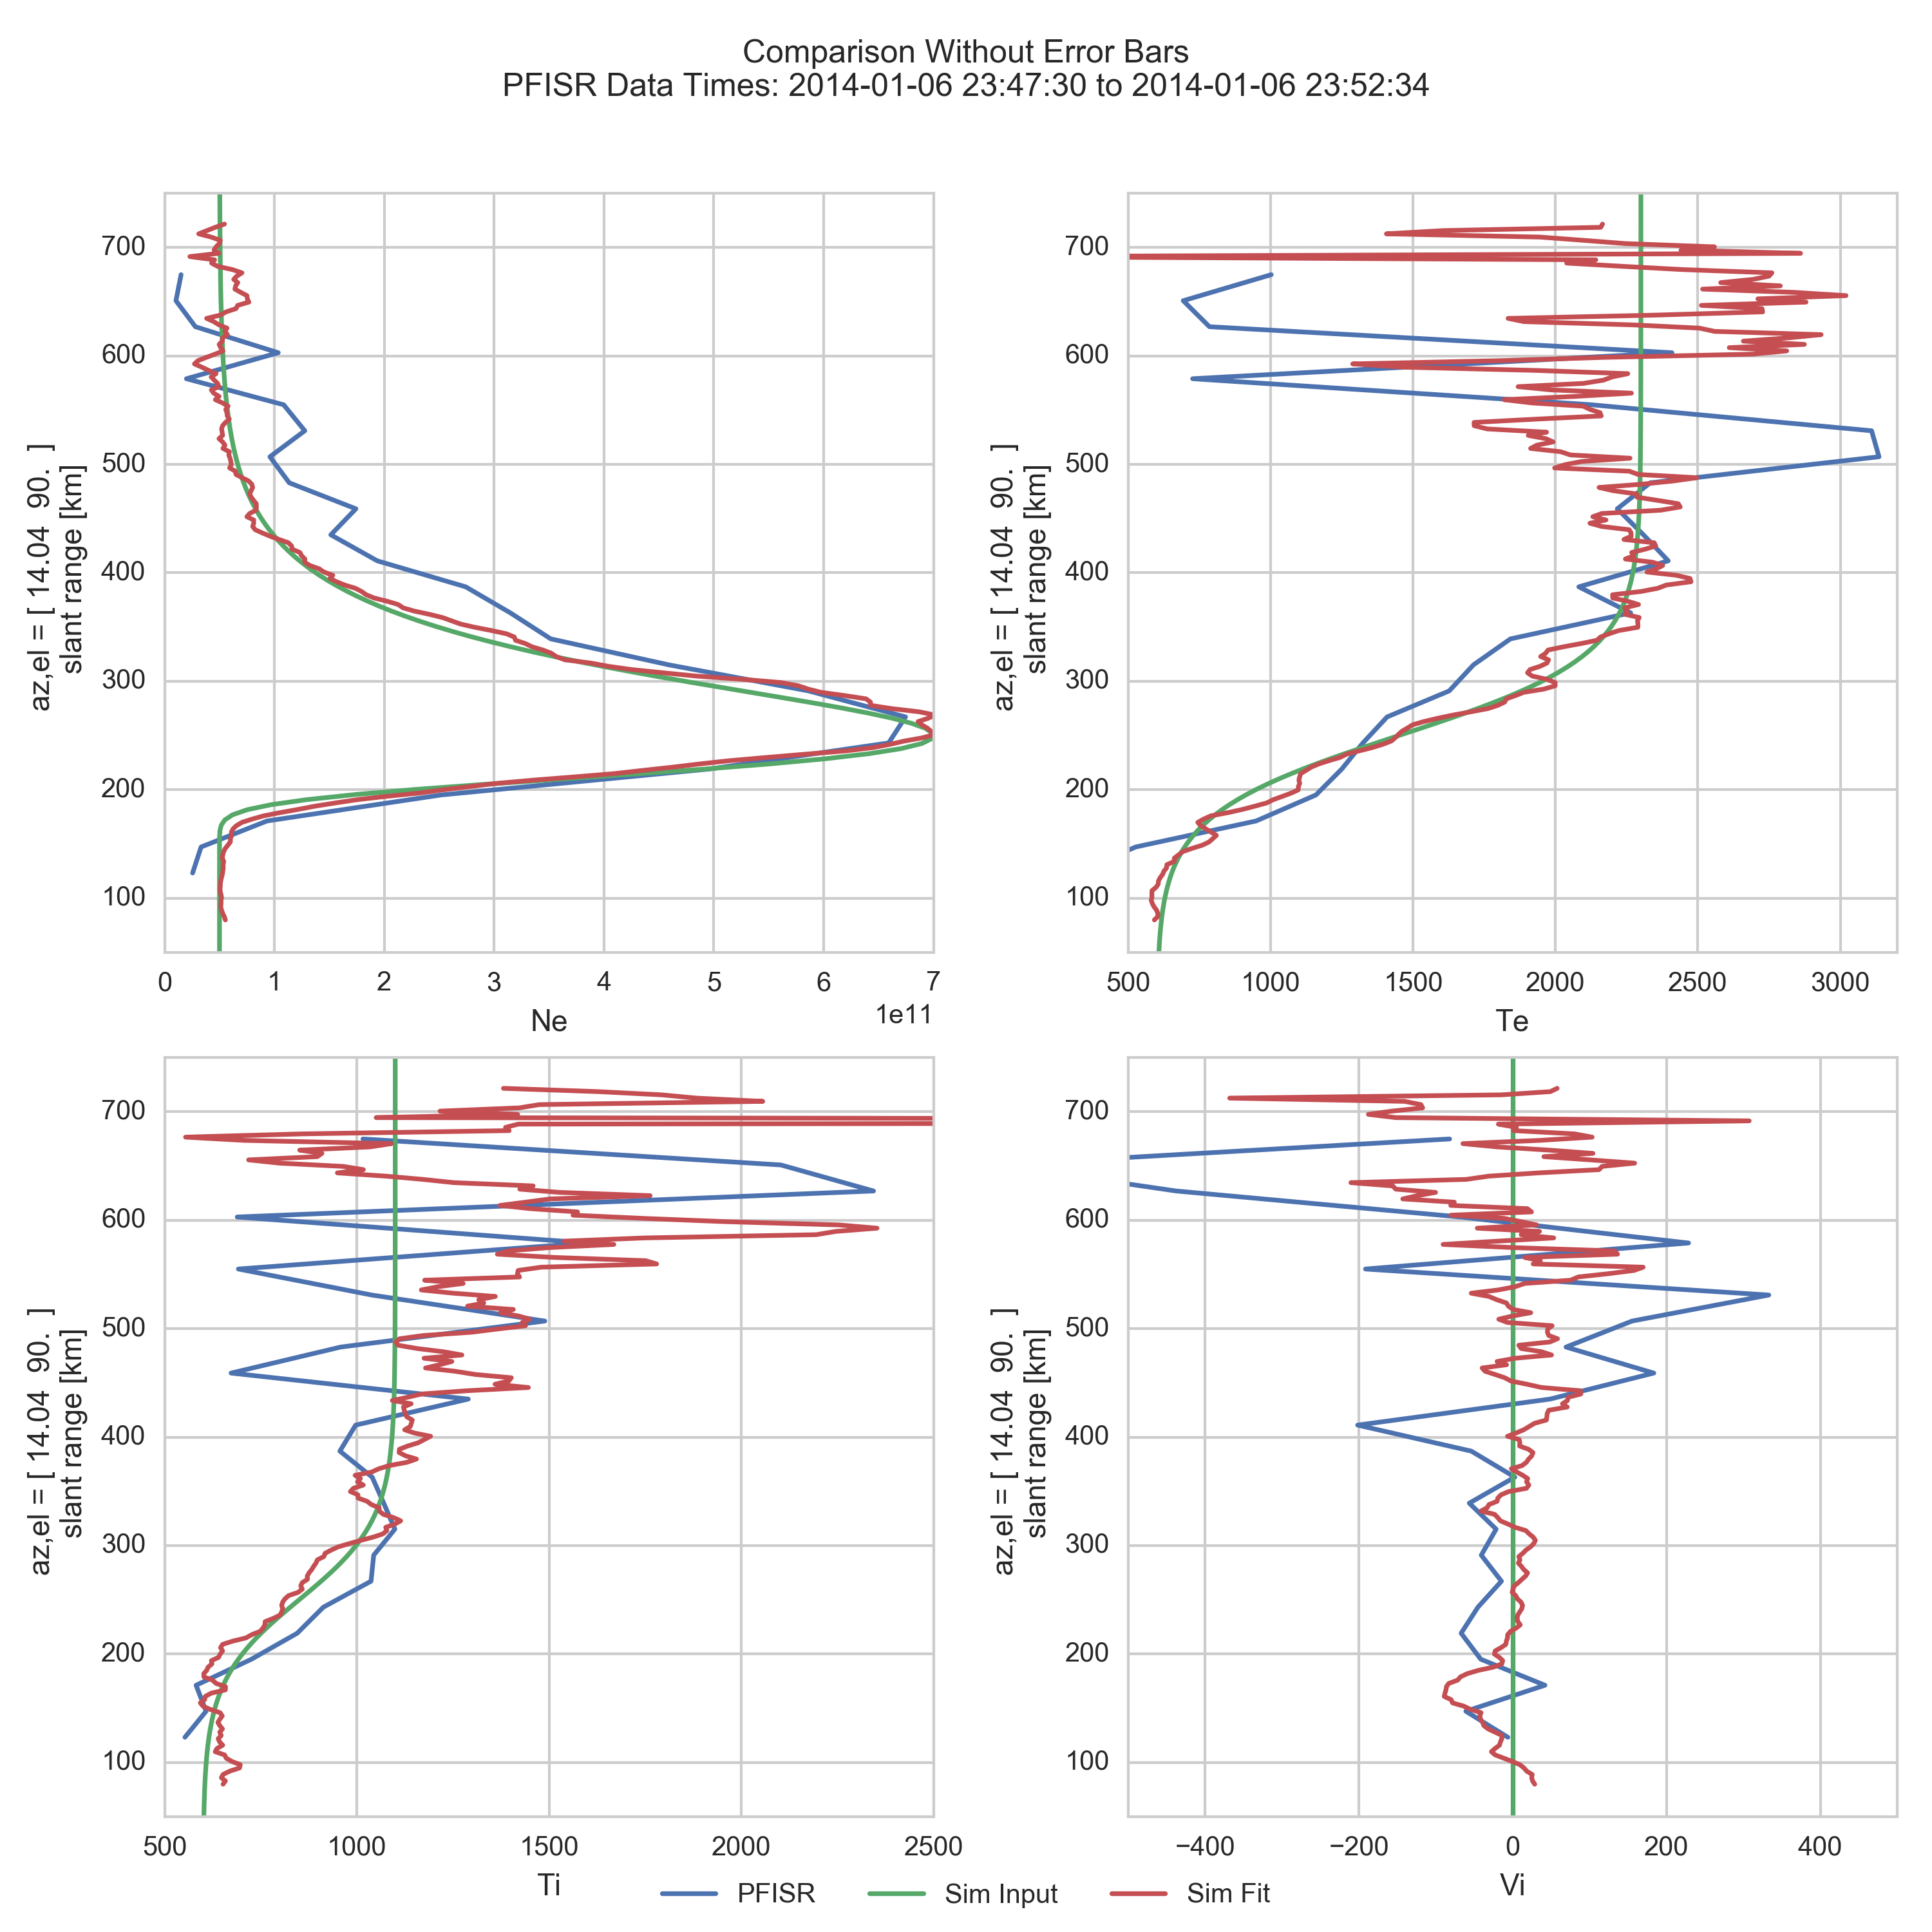 Comparison Without Error Bars
PFISR Data Times: 2014-01-06 23:47:30 to 2014-01-06 23:52:34
700
600
500
400
300
200
100
az,el = [ 14.04  90.  ]
slant range [km]
0 1 2 3 4 5 6 7
1e11
Ne
700
600
500
400
300
200
100
az,el = [ 14.04  90.  ]
slant range [km]
500 1000 1500 2000 2500 3000
Te
700
600
500
400
300
200
100
az,el = [ 14.04  90.  ]
slant range [km]
500 1000 1500 2000 2500
Ti
700
600
500
400
300
200
100
az,el = [ 14.04  90.  ]
slant range [km]
−400 −200 0 200 400
Vi
PFISR Sim Input Sim Fit